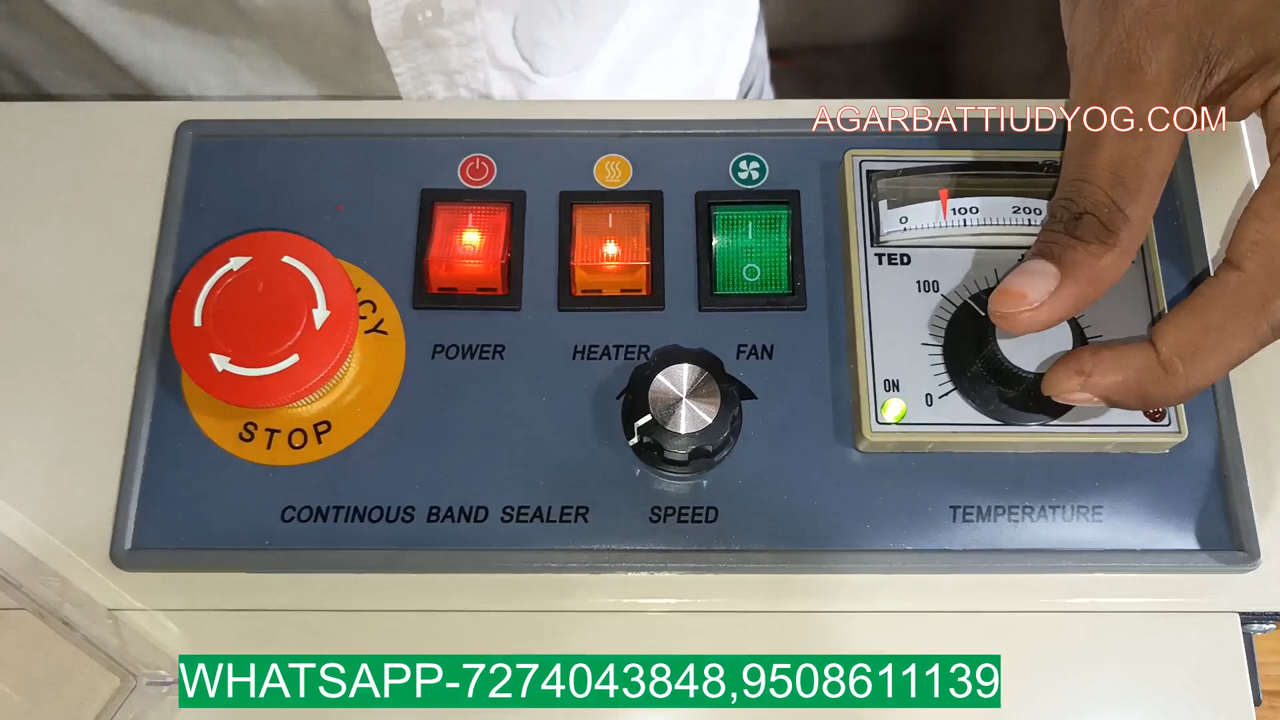 AGARBATTIUDYOG.COM
0 100 200
TED
100
ON
0
POWER
HEATER
FAN
STOP
CONTINOUS BAND SEALER
SPEED
TEMPERATURE
WHATSAPP-7274043848,9508611139